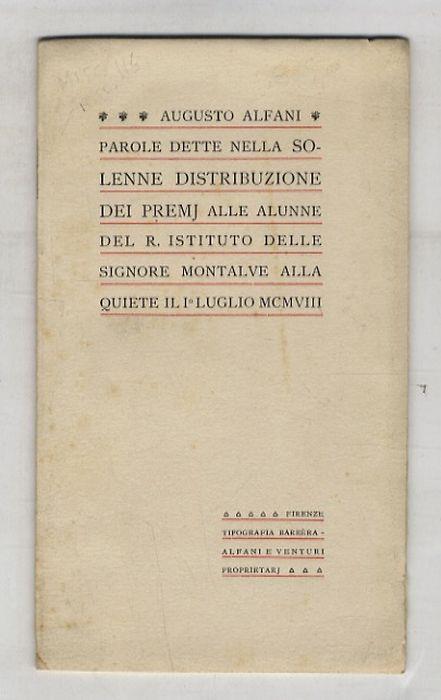 AUGUSTO ALFANI
PAROLE DETTE NELLA SO-
LENNE DISTRIBUZIONE
DEI PREMJ ALLE ALUNNE
DEL R. ISTITUTO DELLE
SIGNORE MONTALVE ALLA
QUIETE IL Iº LUGLIO MCMVIII
FIRENZE
TIPOGRAFIA BARBÈRA -
ALFANI E VENTURI
PROPRIETARJ